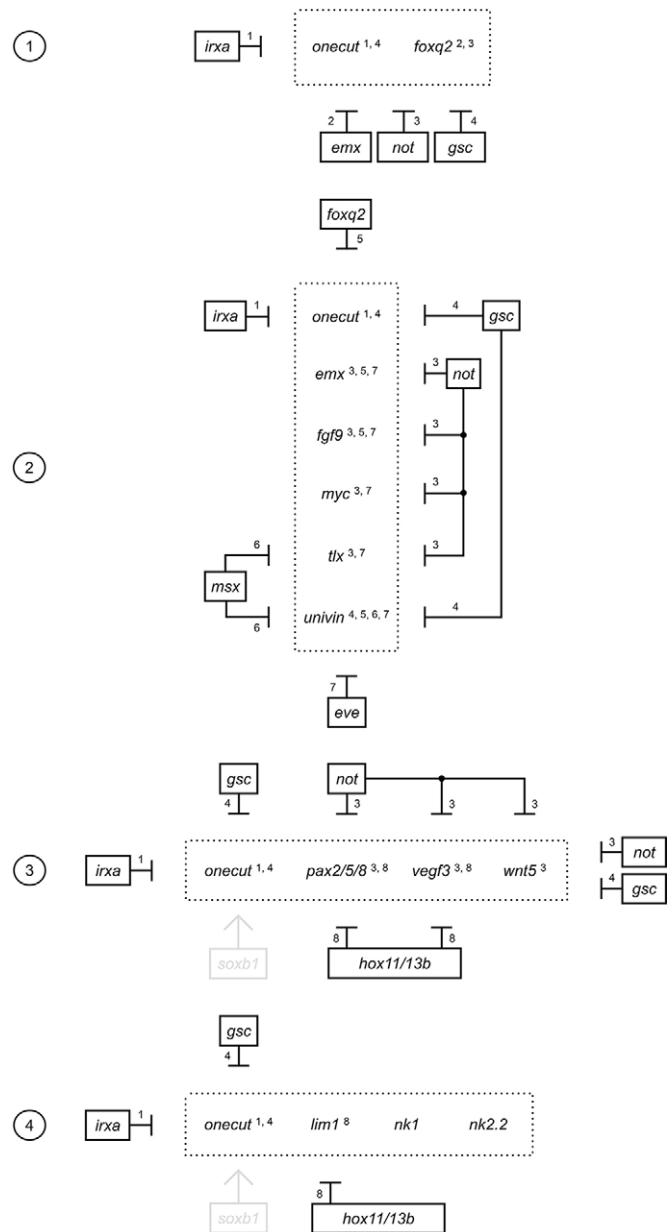 1
irxa 1 onecut 1, 4 foxq2 2, 3
2 3 4
emx not gsc
foxq2
5
2
irxa 1 onecut 1, 4 4 gsc
emx 3, 5, 7 3 not
fgf9 3, 5, 7 3
myc 3, 7 3
6 tlx 3, 7 3
msx
6 univin 4, 5, 6, 7 4
7
eve
gsc not
4 3 3 3
3
irxa 1 onecut 1, 4 pax2/5/8 3, 8 vegf3 3, 8 wnt5 3 3 not
4 gsc
8 8
soxb1 hox11/13b
gsc
4
4
irxa 1 onecut 1, 4 lim1 8 nk1 nk2.2
8
soxb1 hox11/13b